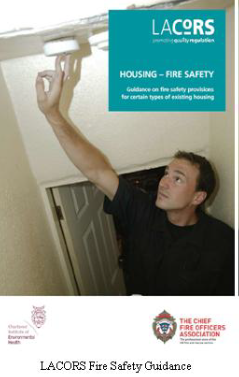 LACORS
promoting quality regulation
HOUSING – FIRE SAFETY
Guidance on fire safety provisions
for certain types of existing housing
Chartered
Institute of
Environmental
Health
THE CHIEF
FIRE OFFICERS
ASSOCIATION
LACORS Fire Safety Guidance